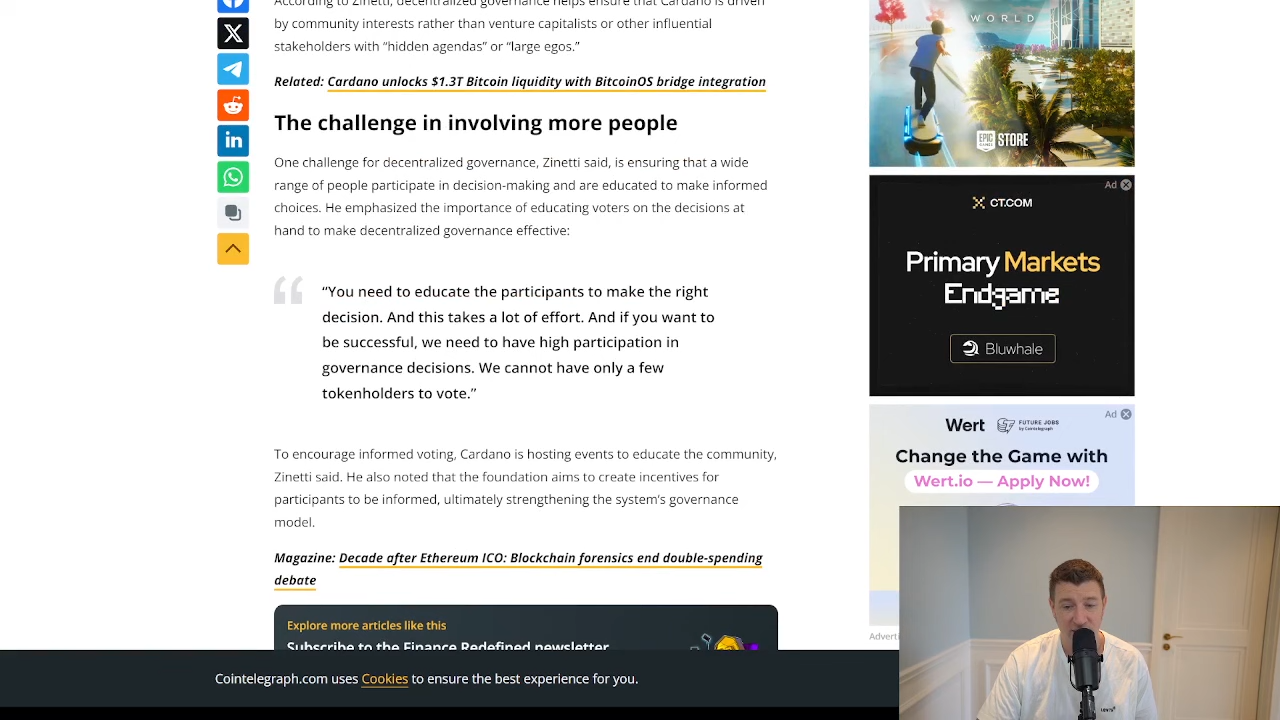 According to Zinetti, decentralized governance helps ensure that Cardano is driven
by community interests rather than venture capitalists or other influential
stakeholders with “hidden agendas” or “large egos.”
Related: Cardano unlocks $1.3T Bitcoin liquidity with BitcoinOS bridge integration
The challenge in involving more people
One challenge for decentralized governance, Zinetti said, is ensuring that a wide
range of people participate in decision-making and are educated to make informed
choices. He emphasized the importance of educating voters on the decisions at
hand to make decentralized governance effective:
“You need to educate the participants to make the right
decision. And this takes a lot of effort. And if you want to
be successful, we need to have high participation in
governance decisions. We cannot have only a few
tokenholders to vote.”
To encourage informed voting, Cardano is hosting events to educate the community,
Zinetti said. He also noted that the foundation aims to create incentives for
participants to be informed, ultimately strengthening the system’s governance
model.
Magazine: Decade after Ethereum ICO: Blockchain forensics end double-spending
debate
Explore more articles like this
Subscribe to the Finance Redefined newsletter
WORLD
EPIC GAMES STORE
Ad
CT.COM
Primary Markets
Endgame
Bluwhale
Ad
Wert FUTURE JOBS
by Cointelegraph
Change the Game with
Wert.io — Apply Now!
Cointelegraph.com uses Cookies to ensure the best experience for you.